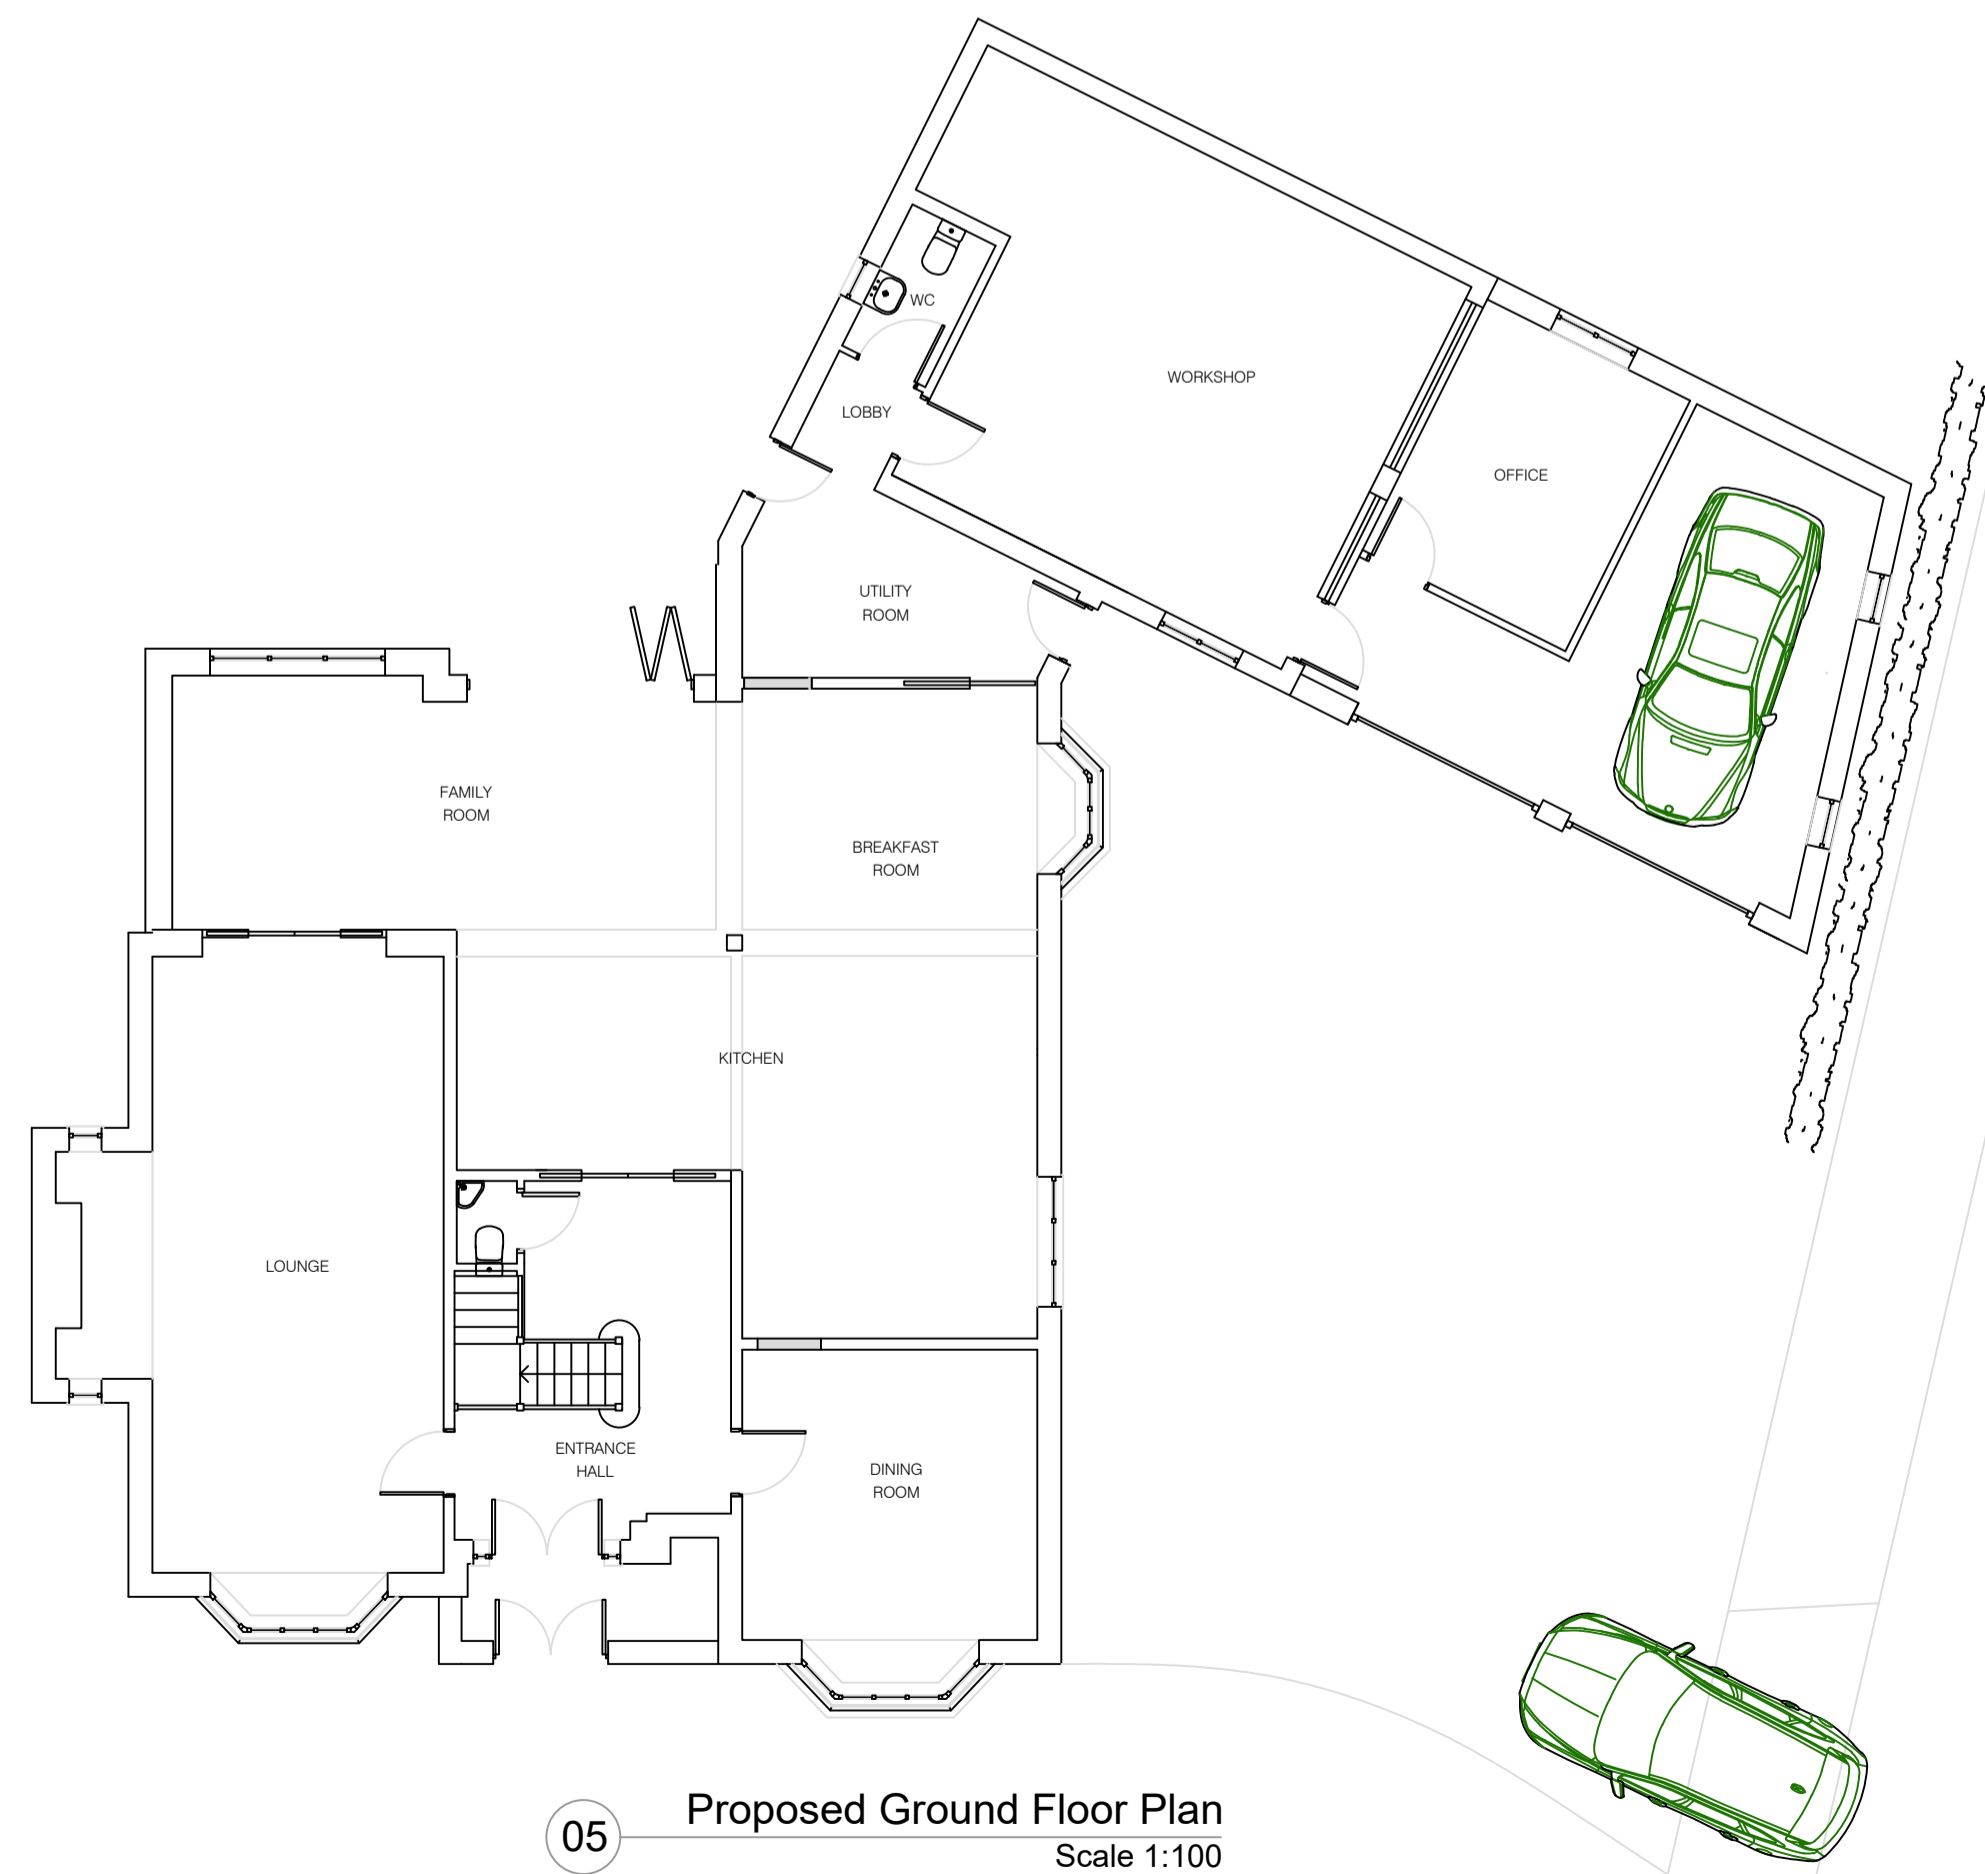 WC
WORKSHOP
LOBBY
OFFICE
UTILITY
ROOM
FAMILY
ROOM
BREAKFAST
ROOM
KITCHEN
LOUNGE
ENTRANCE
HALL
DINING
ROOM
05
Proposed Ground Floor Plan
Scale 1:100